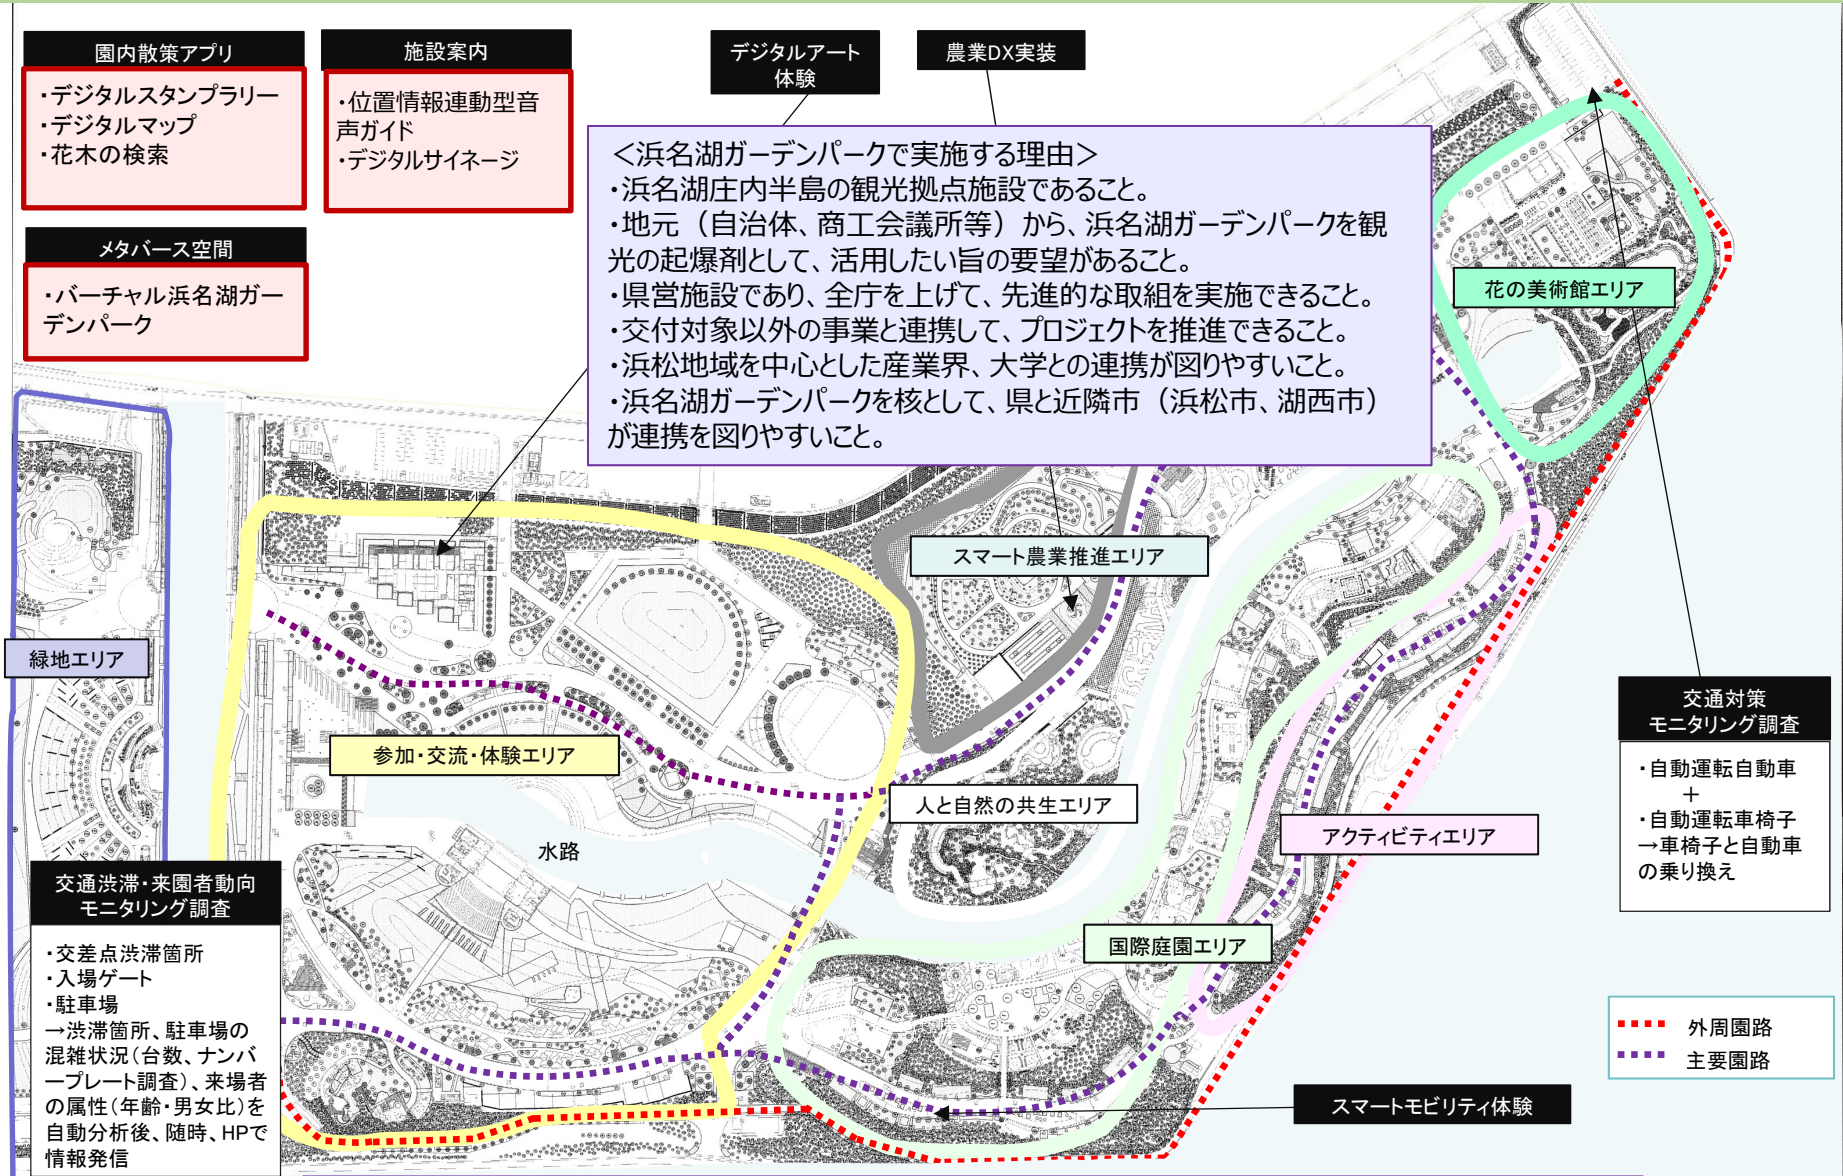 園内散策アプリ
・デジタルスタンプラリー
・デジタルマップ
・花木の検索
施設案内
・位置情報連動型音
声ガイド
・デジタルサイネージ
メタバース空間
・バーチャル浜名湖ガー
デンパーク
デジタルアート
体験
農業DX実装
＜浜名湖ガーデンパークで実施する理由＞
・浜名湖庄内半島の観光拠点施設であること。
・地元（自治体、商工会議所等）から、浜名湖ガーデンパークを観
光の起爆剤として、活用したい旨の要望があること。
・県営施設であり、全庁を上げて、先進的な取組を実施できること。
・交付対象以外の事業と連携して、プロジェクトを推進できること。
・浜松地域を中心とした産業界、大学との連携が図りやすいこと。
・浜名湖ガーデンパークを核として、県と近隣市（浜松市、湖西市）
が連携を図りやすいこと。
花の美術館エリア
スマート農業推進エリア
緑地エリア
参加・交流・体験エリア
人と自然の共生エリア
アクティビティエリア
水路
国際庭園エリア
交通対策
モニタリング調査
・自動運転自動車
＋
・自動運転車椅子
→車椅子と自動車
の乗り換え
交通渋滞・来園者動向
モニタリング調査
・交差点渋滞箇所
・入場ゲート
・駐車場
→渋滞箇所、駐車場の
混雑状況（台数、ナンバ
ープレート調査）、来場者
の属性（年齢・男女比）を
自動分析後、随時、HPで
情報発信
外周園路
主要園路
スマートモビリティ体験